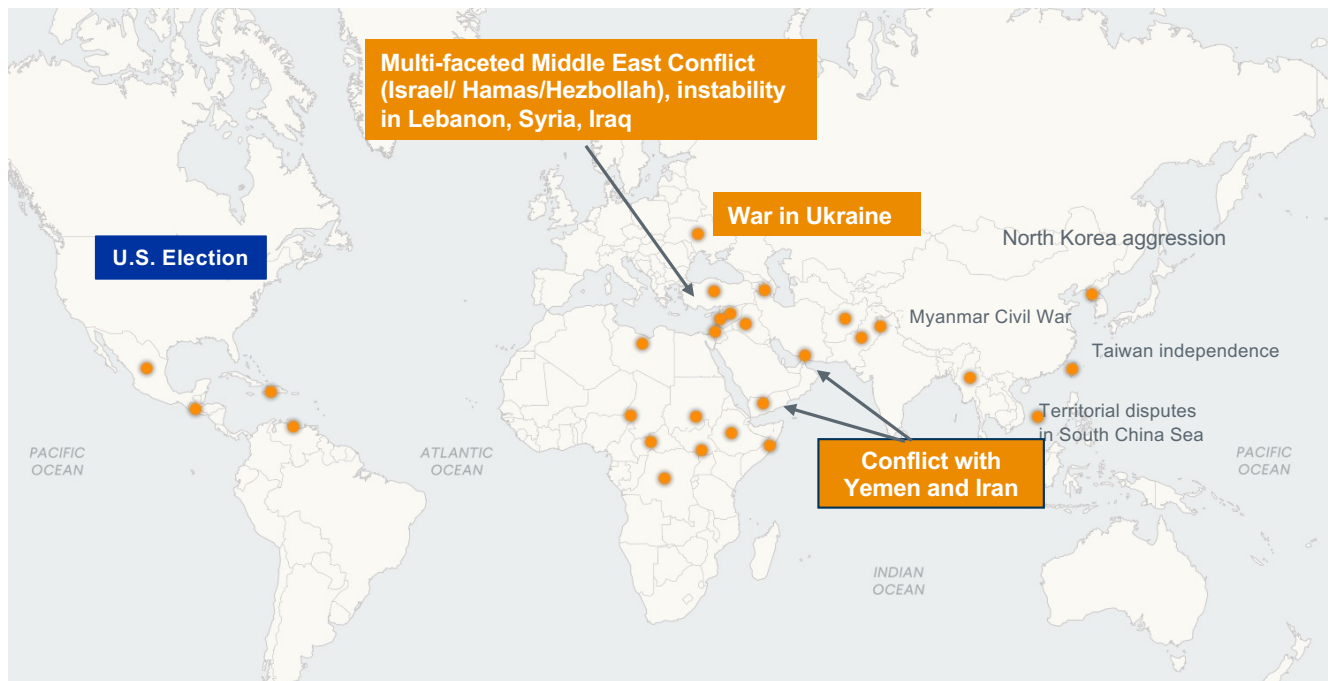 Multi-faceted Middle East Conflict
(Israel/ Hamas/Hezbollah), instability
in Lebanon, Syria, Iraq
War in Ukraine
North Korea aggression
U.S. Election
Myanmar Civil War
Taiwan independence
Territorial disputes
in South China Sea
PACIFIC
OCEAN
ATLANTIC
OCEAN
Conflict with
Yemen and Iran
PACIFIC
OCEAN
INDIAN
OCEAN